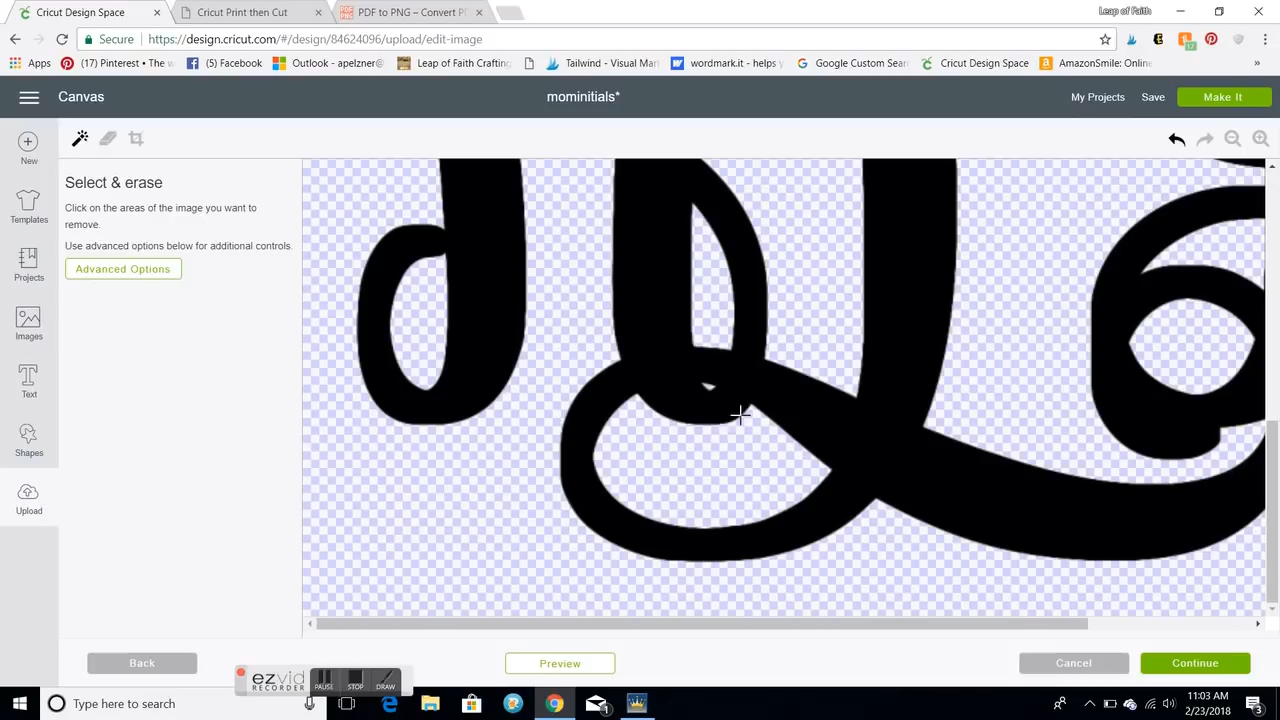 Cricut Design Space
Cricut Print then Cut
PDF to PNG – Convert P
Leap of Faith
Secure
https://design.cricut.com/#/design/84624096/upload/edit-image
Apps
(17) Pinterest • The w
(5) Facebook
Outlook - apelzner@
Leap of Faith Crafting
Tailwind - Visual Mar
wordmark.it - helps y
Google Custom Sear
Cricut Design Space
AmazonSmile: Online
»
Canvas
mominitials*
My Projects
Save
Make It
New
Templates
Projects
Images
Text
Shapes
Upload
Select & erase
Click on the areas of the image you want to
remove.
Use advanced options below for additional controls.
Advanced Options
Back
Preview
Cancel
Continue
ezvid
RECORDER
PAUSE
STOP
DRAW
Type here to search
11:03 AM
2/23/2018